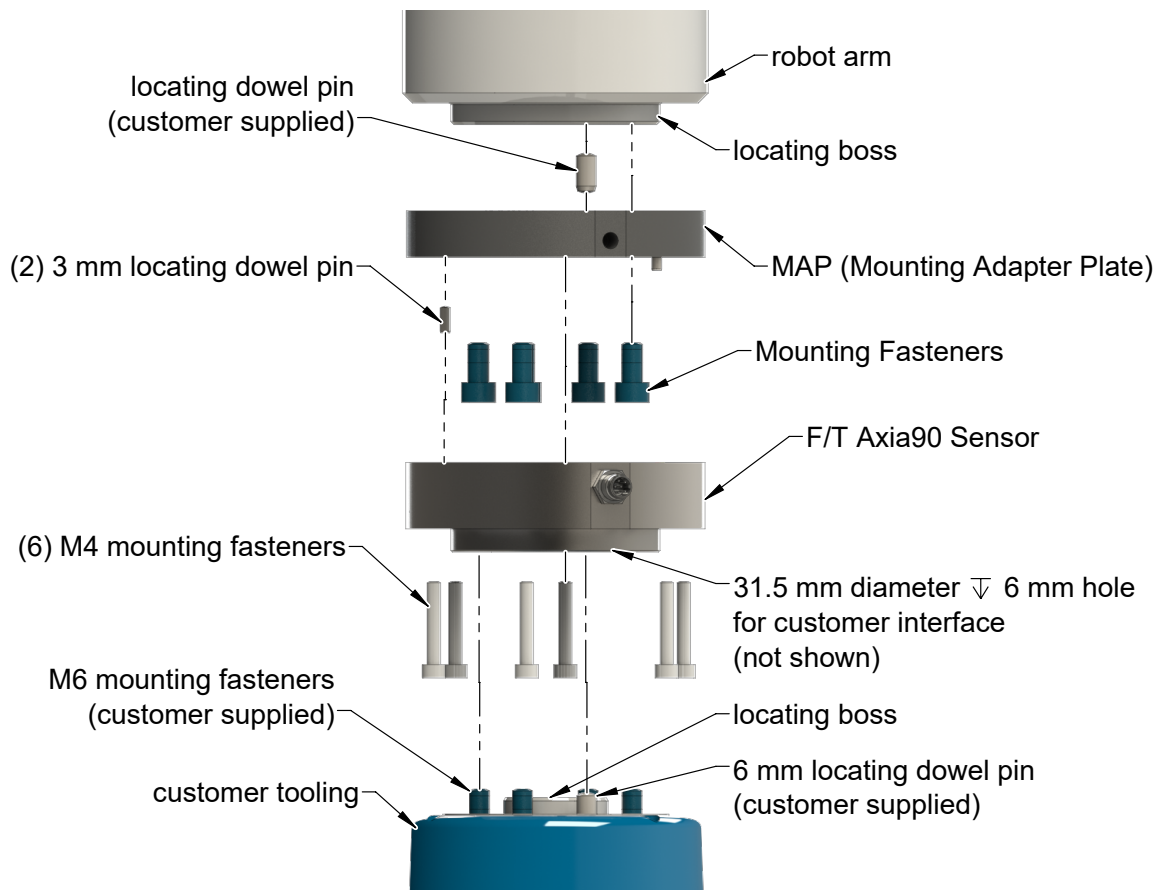 robot arm
locating dowel pin
(customer supplied)
locating boss
(2) 3 mm locating dowel pin
MAP (Mounting Adapter Plate)
Mounting Fasteners
F/T Axia90 Sensor
(6) M4 mounting fasteners
31.5 mm diameter ↧ 6 mm hole
for customer interface
(not shown)
M6 mounting fasteners
(customer supplied)
locating boss
6 mm locating dowel pin
(customer supplied)
customer tooling